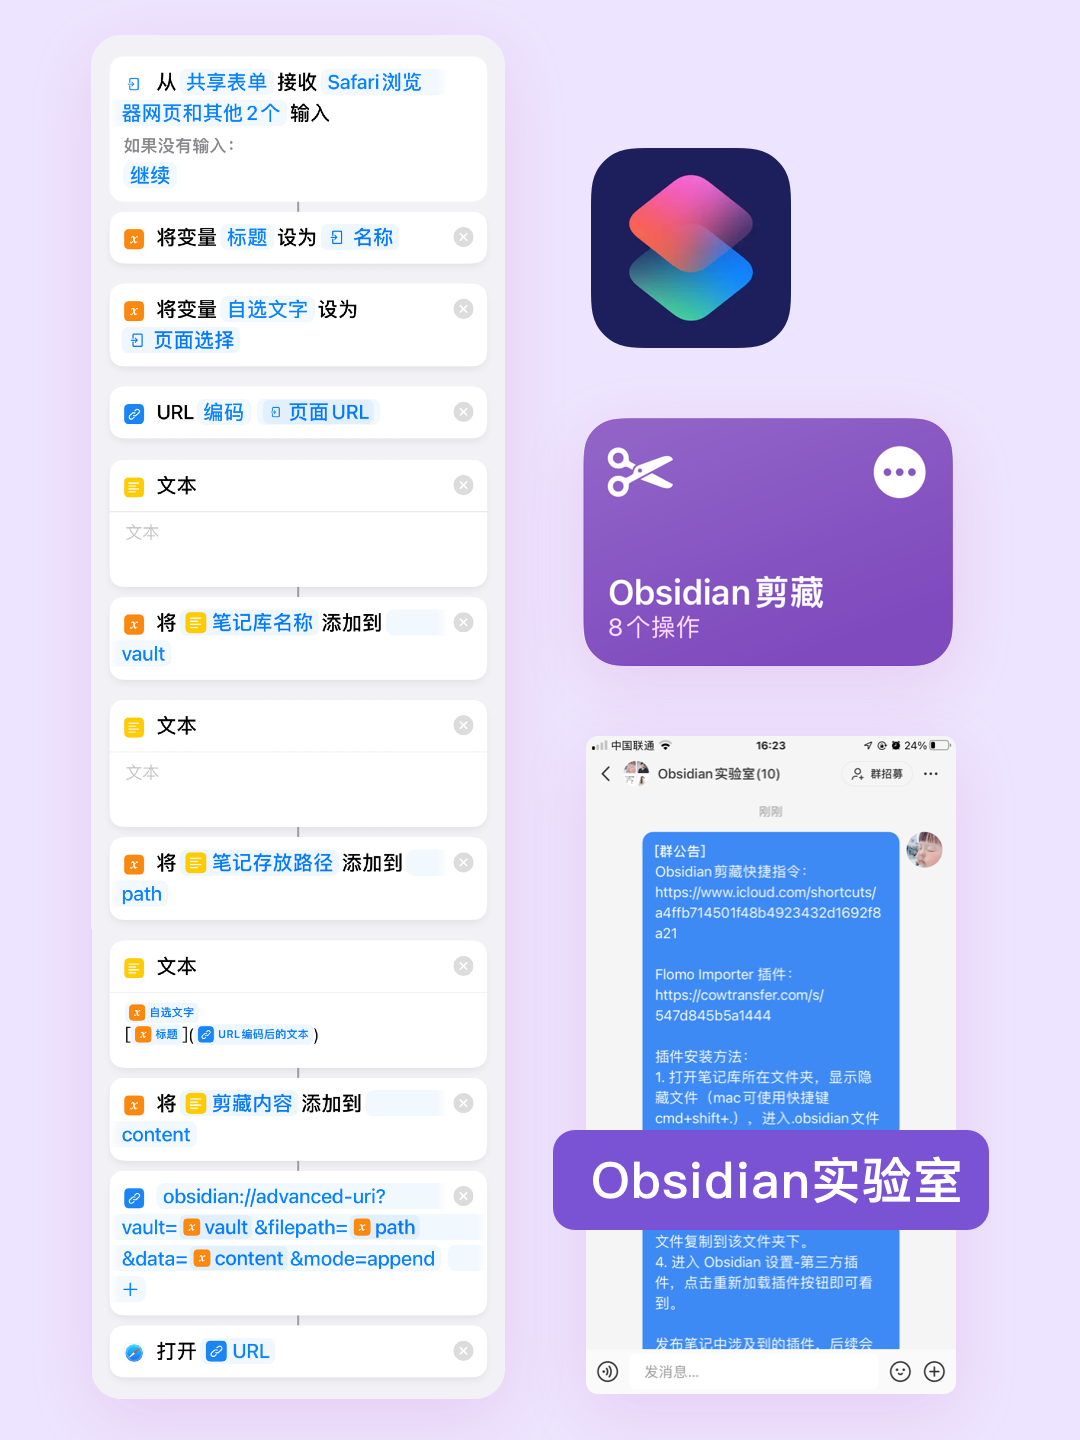 从 共享表单 接收 Safari浏览
器网页和其他2个 输入
如果没有输入：
继续
将变量 标题 设为 名称
将变量 自选文字 设为
页面选择
URL 编码 页面URL
文本
文本
将 笔记库名称 添加到
vault
文本
文本
将 笔记存放路径 添加到
path
文本
自选文字
[ 标题 ]( URL编码后的文本 )
将 剪藏内容 添加到
content
obsidian://advanced-uri?
vault= vault &filepath= path
&data= content &mode=append
打开 URL
Obsidian剪藏
8个操作
中国联通 16:23 24%
Obsidian实验室(10) 群招募
刚刚
[群公告]
Obsidian剪藏快捷指令：
https://www.icloud.com/shortcuts/
a4ffb714501f48b4923432d1692f8
a21
Flomo Importer 插件：
https://cowtransfer.com/s/
547d845b5a1444
插件安装方法：
1. 打开笔记库所在文件夹，显示隐
藏文件（mac可使用快捷键
cmd+shift+.），进入.obsidian文件
Obsidian实验室
文件复制到该文件夹下。
4. 进入 Obsidian 设置-第三方插
件，点击重新加载插件按钮即可看
到。
发布笔记中涉及到的插件，后续会
发消息...